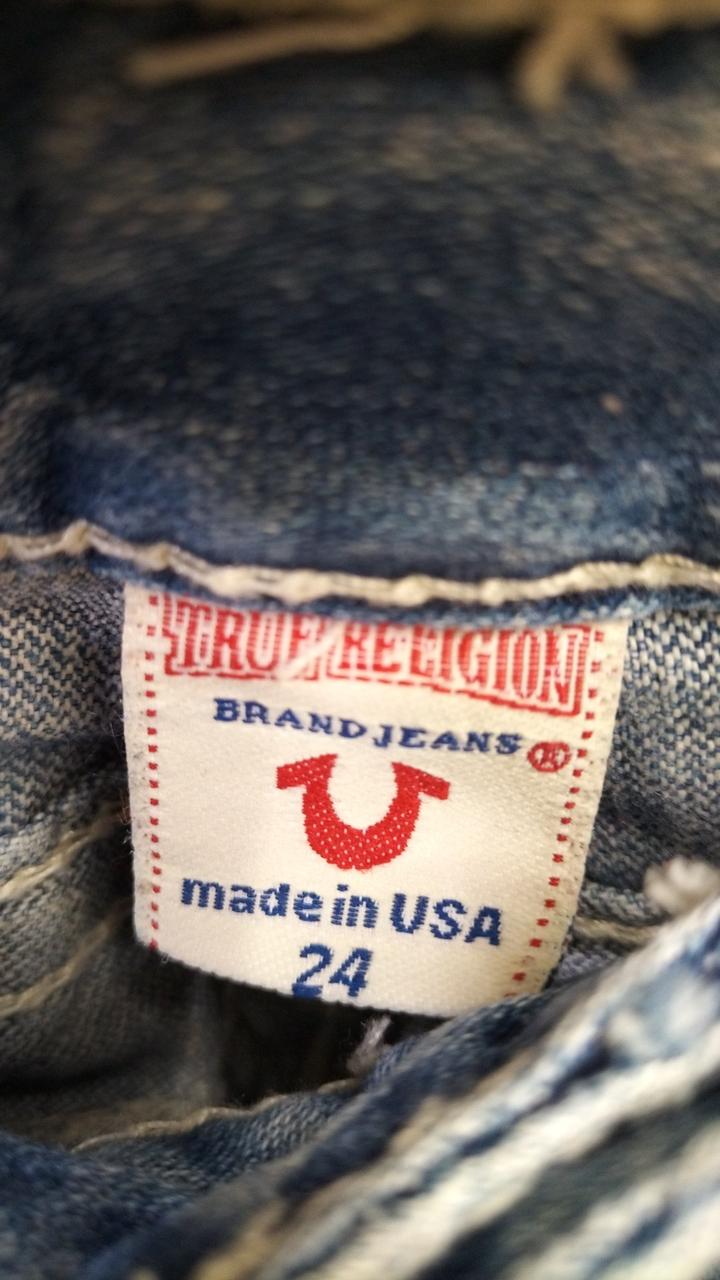 TRUE RELIGION
BRAND JEANS ®
made in USA
24